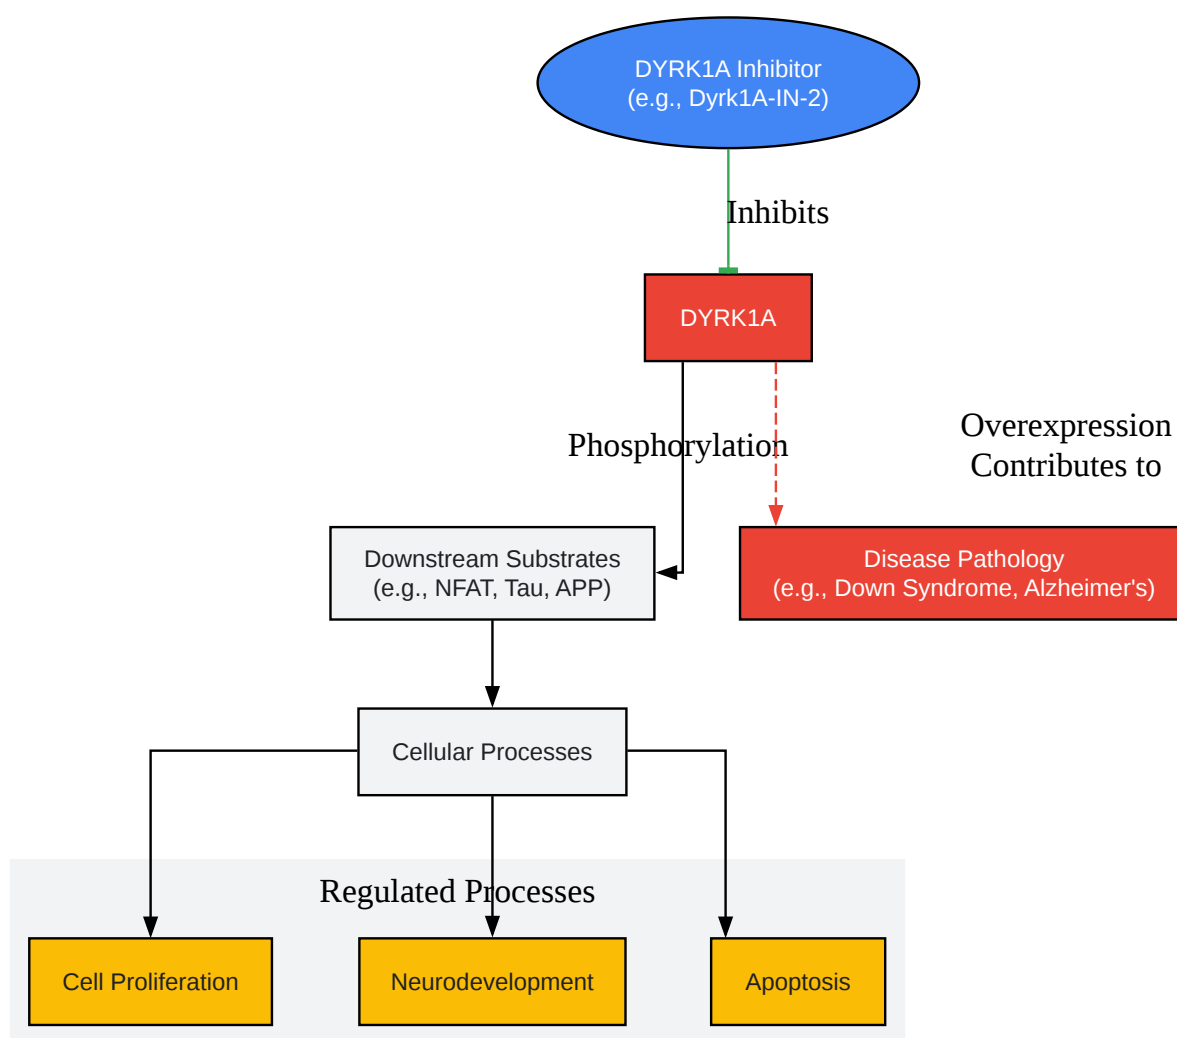 DYRK1A Inhibitor
(e.g., Dyrk1A-IN-2)
Inhibits
DYRK1A
Phosphorylation
Overexpression
Contributes to
Downstream Substrates
(e.g., NFAT, Tau, APP)
Disease Pathology
(e.g., Down Syndrome, Alzheimer's)
Cellular Processes
Regulated Processes
Cell Proliferation
Neurodevelopment
Apoptosis